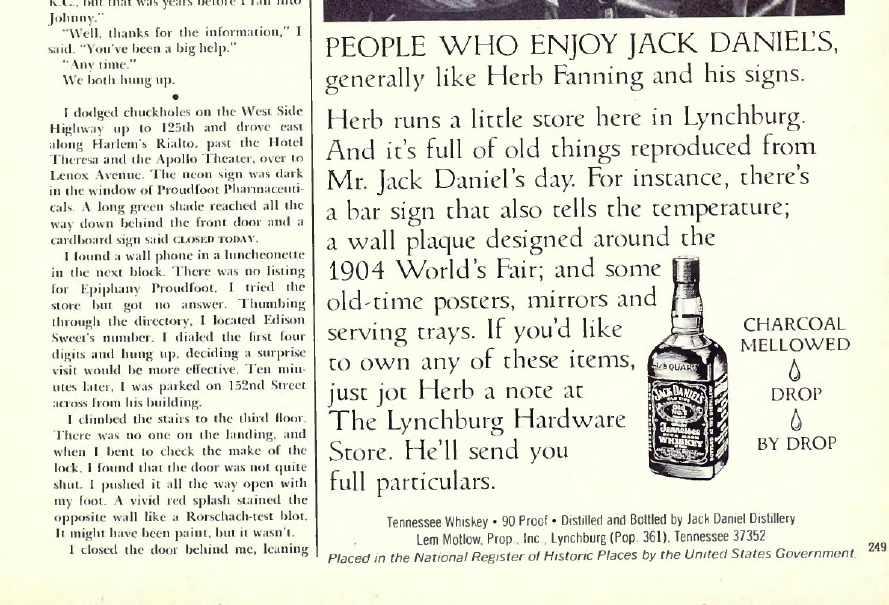 K.C., but that was years before I ran into
Johnny."
"Well, thanks for the information," I
said. "You've been a big help."
"Any time."
We both hung up.
•
I dodged chuckholes on the West Side
Highway up to 125th and drove east
along Harlem's Rialto, past the Hotel
Theresa and the Apollo Theater, over to
Lenox Avenue. The neon sign was dark
in the window of Proudfoot Pharmaceuti-
cals. A long green shade reached all the
way down behind the front door and a
cardboard sign said CLOSED TODAY.
I found a wall phone in a luncheonette
in the next block. There was no listing
for Epiphany Proudfoot. I tried the
store but got no answer. Thumbing
through the directory, I located Edison
Sweet's number. I dialed the first four
digits and hung up, deciding a surprise
visit would be more effective. Ten min-
utes later, I was parked on 152nd Street
across from his building.
I climbed the stairs to the third floor.
There was no one on the landing, and
when I bent to check the make of the
lock, I found that the door was not quite
shut. I pushed it all the way open with
my foot. A vivid red splash stained the
opposite wall like a Rorschach-test blot.
It might have been paint, but it wasn't.
I closed the door behind me, leaning
PEOPLE WHO ENJOY JACK DANIEL'S,
generally like Herb Fanning and his signs.
Herb runs a little store here in Lynchburg.
And it's full of old things reproduced from
Mr. Jack Daniel's day. For instance, there's
a bar sign that also tells the temperature;
a wall plaque designed around the
1904 World's Fair; and some
old-time posters, mirrors and
serving trays. If you'd like
to own any of these items,
just jot Herb a note at
The Lynchburg Hardware
Store. He'll send you
full particulars.
4/5 QUART
JACK DANIEL'S
Tennessee
WHISKEY
CHARCOAL
MELLOWED
DROP
BY DROP
Tennessee Whiskey • 90 Proof • Distilled and Bottled by Jack Daniel Distillery
Lem Motlow, Prop., Inc., Lynchburg (Pop. 361), Tennessee 37352
Placed in the National Register of Historic Places by the United States Government.
249